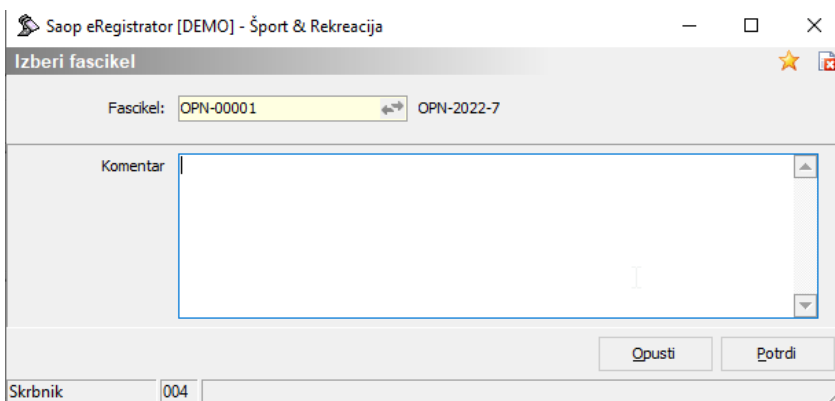 Saop eRegistrator [DEMO] - Šport & Rekreacija
Izberi fascikel
Fascikel: OPN-00001 OPN-2022-7
Komentar
Opusti Potrdi
Skrbnik 004